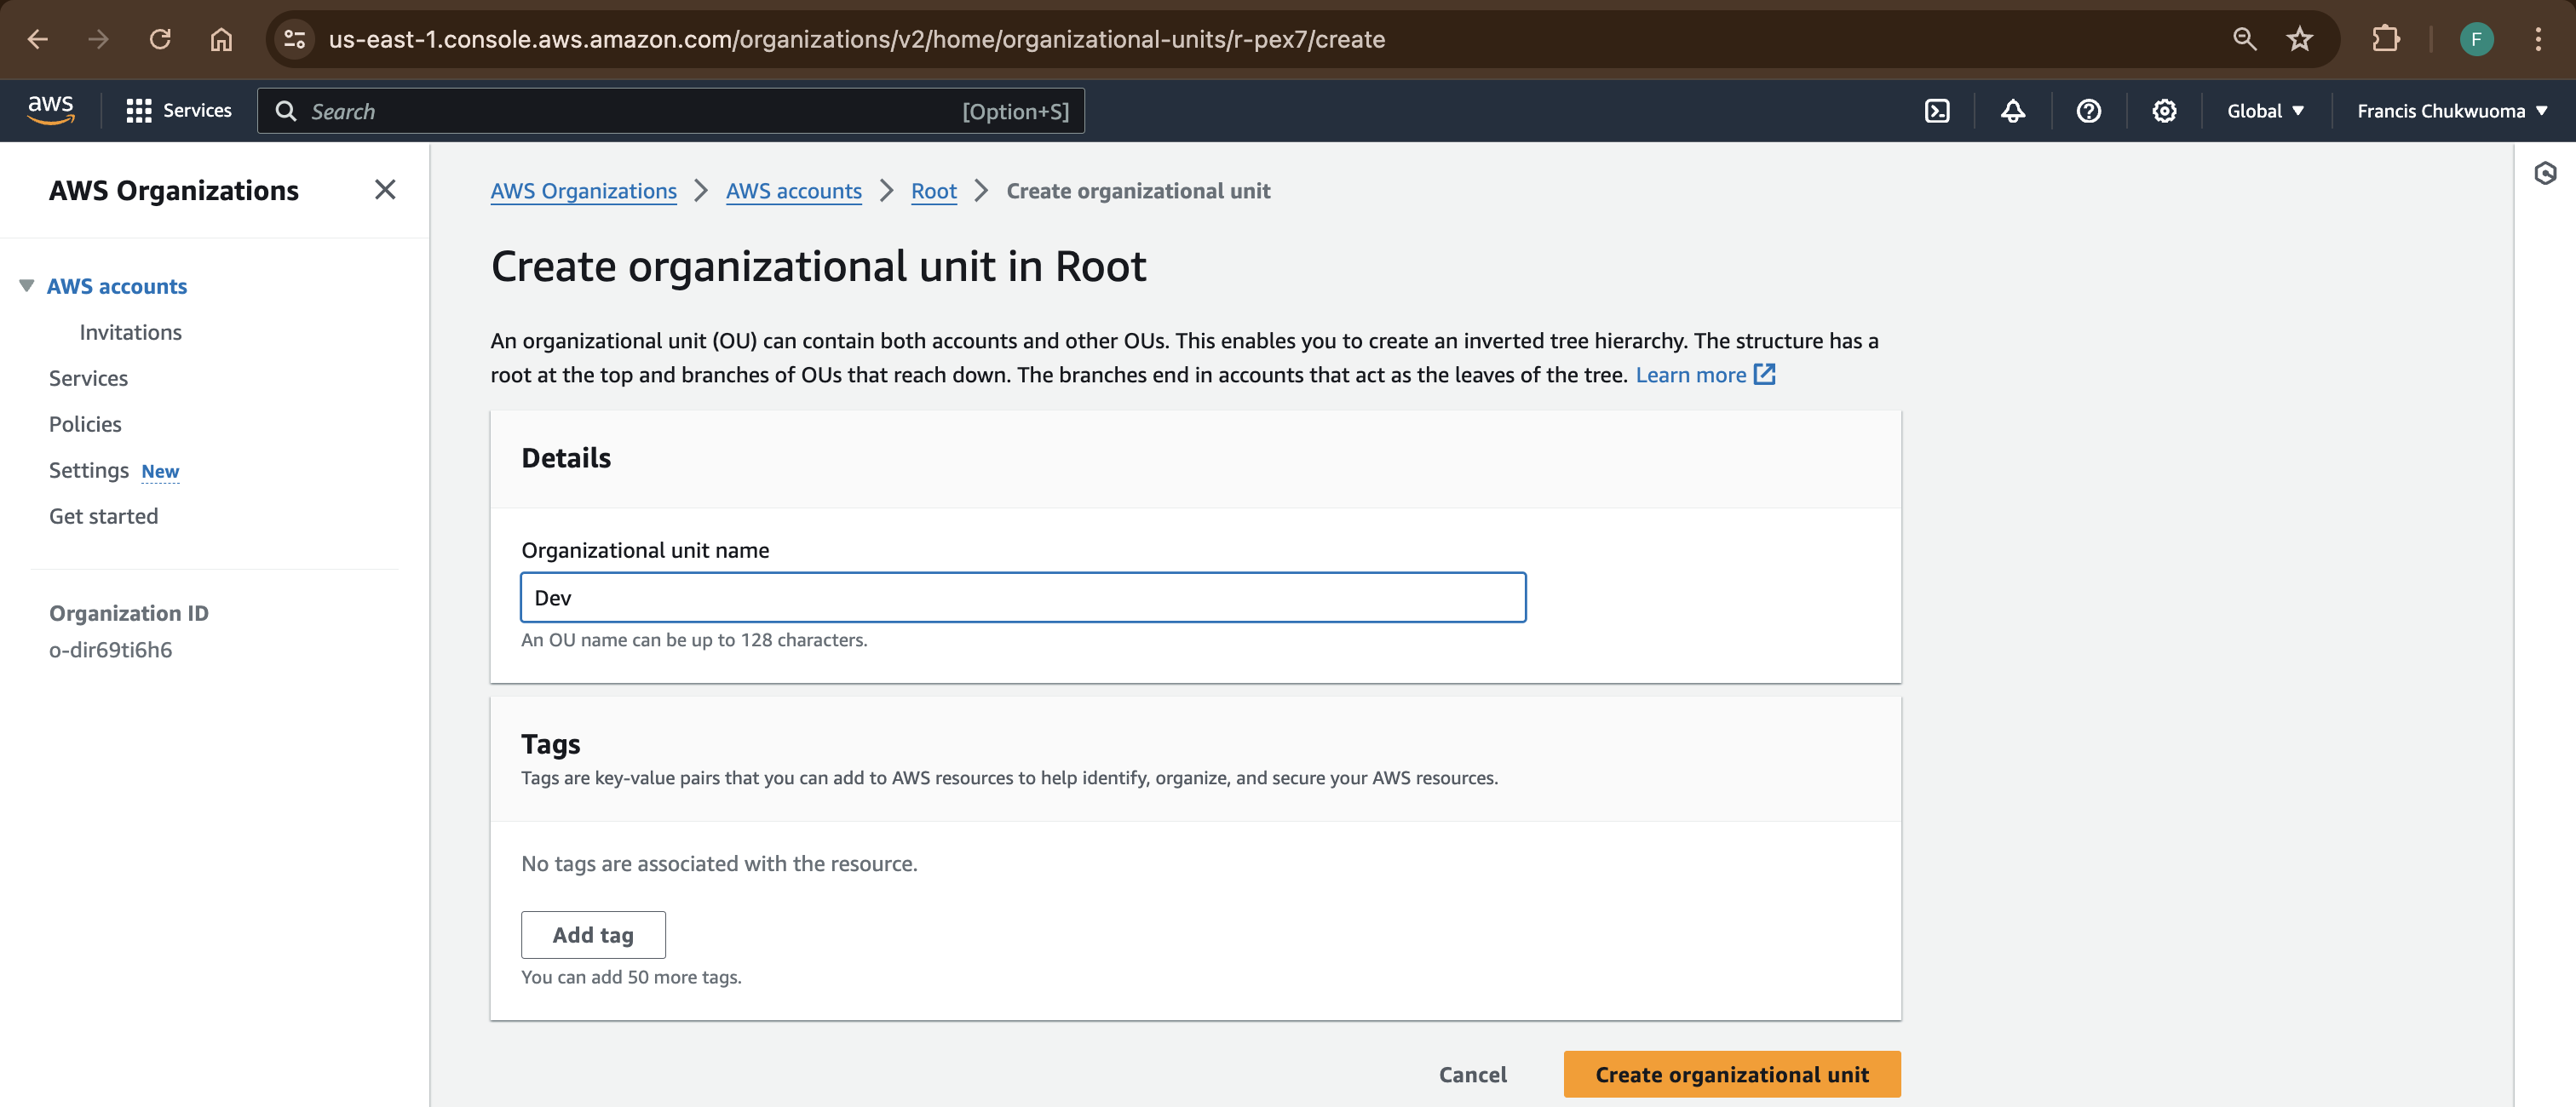 us-east-1.console.aws.amazon.com/organizations/v2/home/organizational-units/r-pex7/create
F
aws
Services
Search
[Option+S]
Global
Francis Chukwuoma
AWS Organizations
AWS accounts
Invitations
Services
Policies
Settings New
Get started
Organization ID
o-dir69ti6h6
AWS Organizations > AWS accounts > Root > Create organizational unit
Create organizational unit in Root
An organizational unit (OU) can contain both accounts and other OUs. This enables you to create an inverted tree hierarchy. The structure has a
root at the top and branches of OUs that reach down. The branches end in accounts that act as the leaves of the tree. Learn more
Details
Organizational unit name
Dev
An OU name can be up to 128 characters.
Tags
Tags are key-value pairs that you can add to AWS resources to help identify, organize, and secure your AWS resources.
No tags are associated with the resource.
Add tag
You can add 50 more tags.
Cancel
Create organizational unit